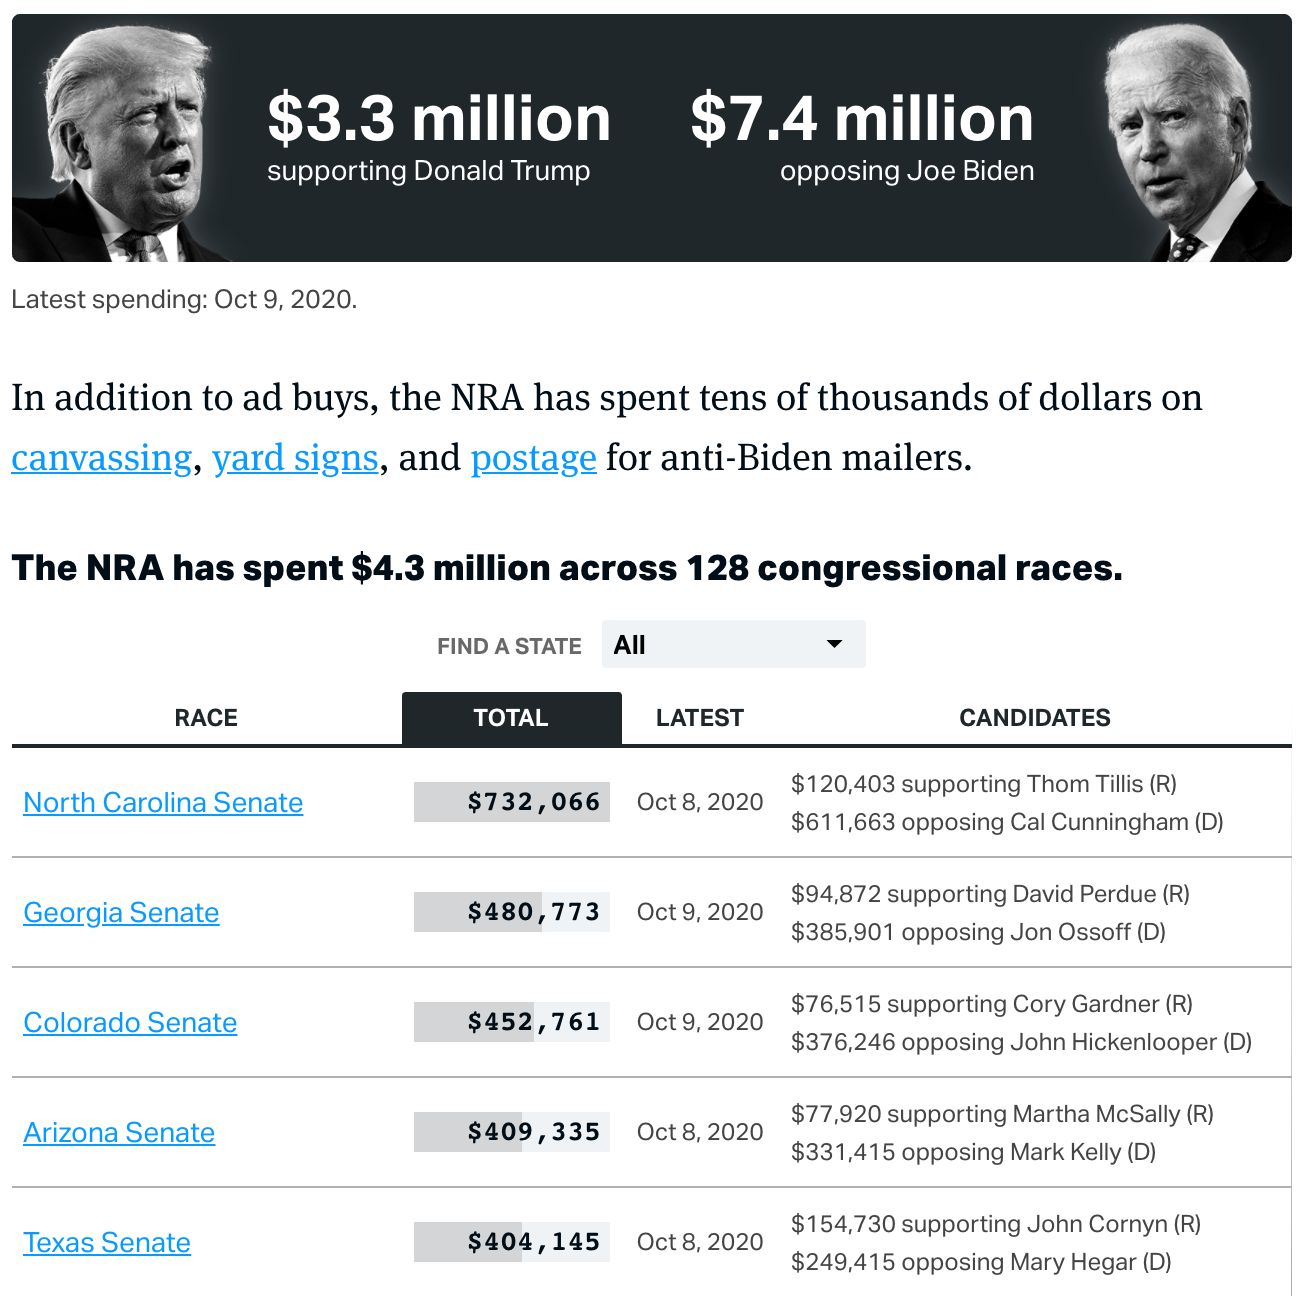 $3.3 million
supporting Donald Trump
$7.4 million
opposing Joe Biden
Latest spending: Oct 9, 2020.
In addition to ad buys, the NRA has spent tens of thousands of dollars on
canvassing, yard signs, and postage for anti-Biden mailers.
The NRA has spent $4.3 million across 128 congressional races.
FIND A STATE All
RACE TOTAL LATEST CANDIDATES
North Carolina Senate $732,066 Oct 8, 2020 $120,403 supporting Thom Tillis (R)
$611,663 opposing Cal Cunningham (D)
Georgia Senate $480,773 Oct 9, 2020 $94,872 supporting David Perdue (R)
$385,901 opposing Jon Ossoff (D)
Colorado Senate $452,761 Oct 9, 2020 $76,515 supporting Cory Gardner (R)
$376,246 opposing John Hickenlooper (D)
Arizona Senate $409,335 Oct 8, 2020 $77,920 supporting Martha McSally (R)
$331,415 opposing Mark Kelly (D)
Texas Senate $404,145 Oct 8, 2020 $154,730 supporting John Cornyn (R)
$249,415 opposing Mary Hegar (D)